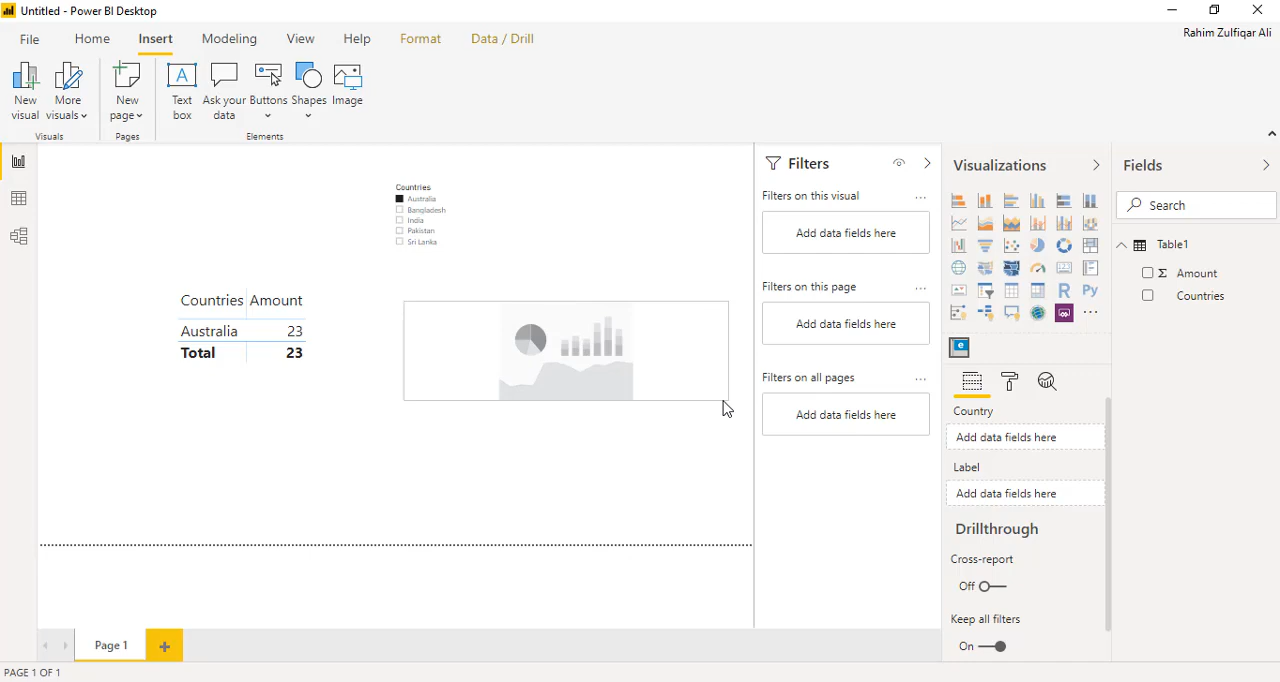 Untitled - Power BI Desktop
Rahim Zulfiqar Ali
File Home Insert Modeling View Help Format Data / Drill
New visual
More visuals
New page
Text box
Ask your data
Buttons
Shapes
Image
Visuals
Pages
Elements
Countries
Australia
Bangladesh
India
Pakistan
Sri Lanka
Countries Amount
Australia 23
Total 23
Filters
Filters on this visual ...
Add data fields here
Filters on this page ...
Add data fields here
Filters on all pages ...
Add data fields here
Visualizations
R Py
...
Country
Add data fields here
Label
Add data fields here
Drillthrough
Cross-report
Off
Keep all filters
On
Fields
Search
Table1
Σ Amount
Countries
Page 1
PAGE 1 OF 1